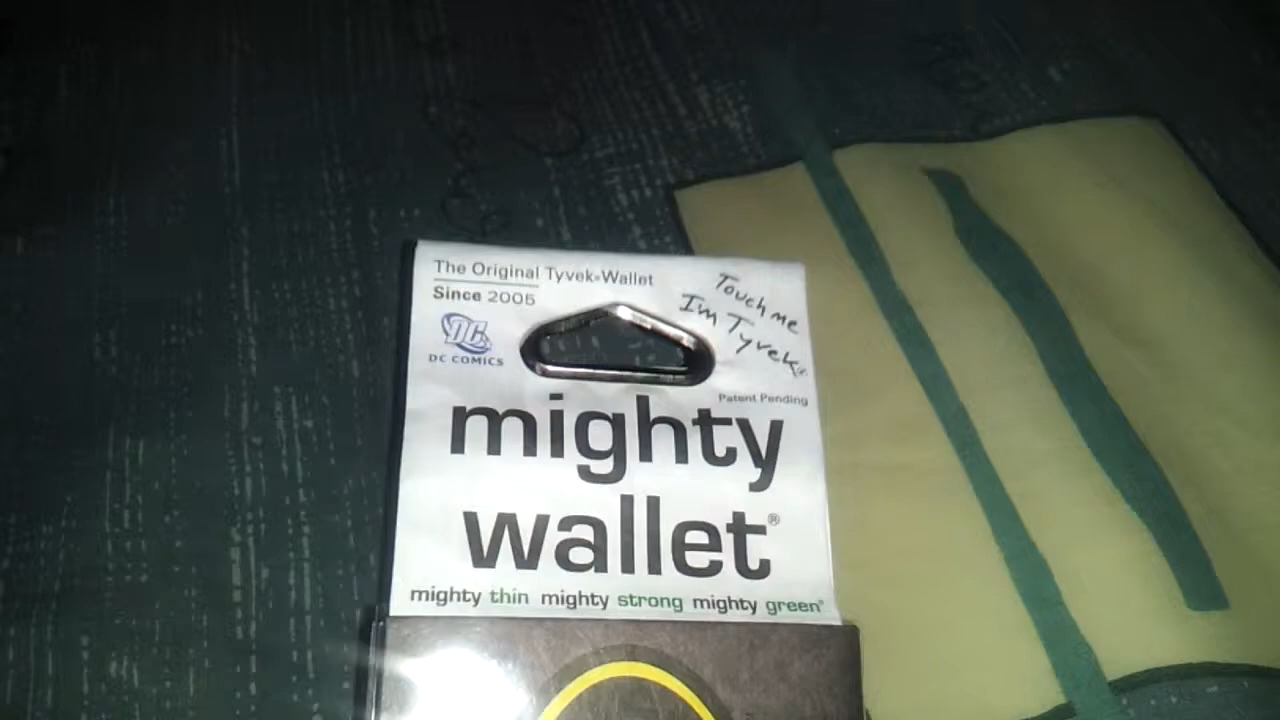 The Original Tyvek®Wallet
Since 2005
DC
DC COMICS
Touch me
Im Tyvek®
Patent Pending
mighty
wallet®
mighty thin mighty strong mighty green®